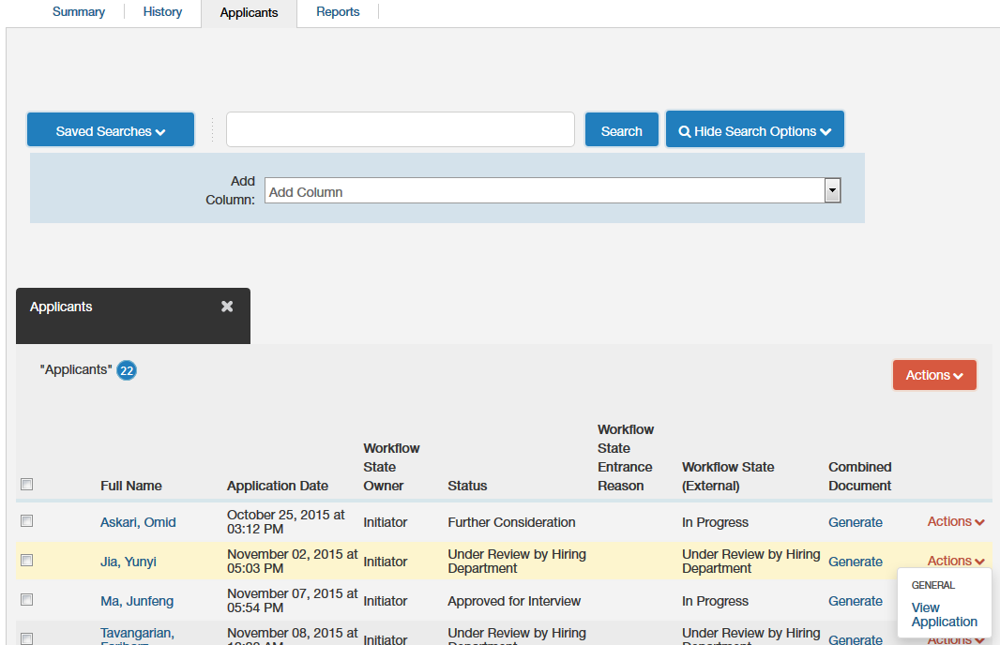 Summary
History
Applicants
Reports
Saved Searches
Search
Hide Search Options
Add
Column:
Add Column
Applicants
"Applicants" 22
Actions
Full Name
Application Date
Workflow
State
Owner
Status
Workflow
State
Entrance
Reason
Workflow State
(External)
Combined
Document
Askari, Omid
October 25, 2015 at
03:12 PM
Initiator
Further Consideration
In Progress
Generate
Actions
Jia, Yunyi
November 02, 2015 at
05:03 PM
Initiator
Under Review by Hiring
Department
Under Review by Hiring
Department
Generate
Actions
GENERAL
View
Application
Ma, Junfeng
November 07, 2015 at
05:54 PM
Initiator
Approved for Interview
In Progress
Generate
Tavangarian,
November 08, 2015 at
Initiator
Under Review by Hiring
Department
Under Review by Hiring
Department
Generate
Actions